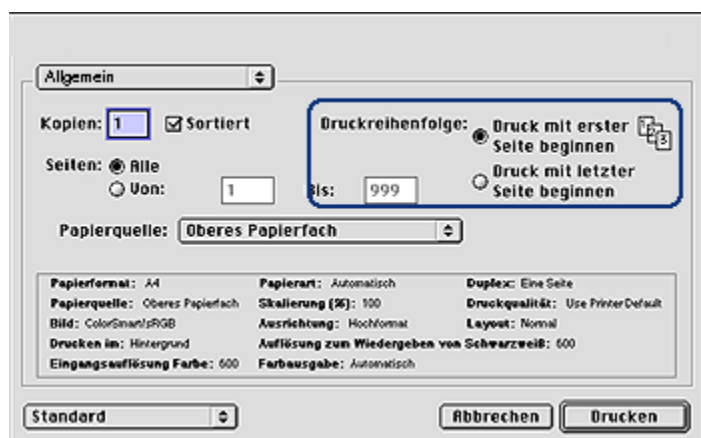 Allgemein
Kopien: 1 Sortiert
Druckreihenfolge: Druck mit erster
Seite beginnen
Druck mit letzter
Seite beginnen
1 2 3
Seiten: Alle
Von: 1 Bis: 999
Papierquelle: Oberes Papierfach
Papierformat: A4 Papierart: Automatisch Duplex: Eine Seite
Papierquelle: Oberes Papierfach Skalierung (%): 100 Druckqualität: Use Printer Default
Bild: ColorSmart/sRGB Ausrichtung: Hochformat Layout: Normal
Drucken im: Hintergrund Auflösung zum Wiedergeben von Schwarzweiß: 600
Eingangsauflösung Farbe: 600 Farbausgabe: Automatisch
Standard Abbrechen Drucken